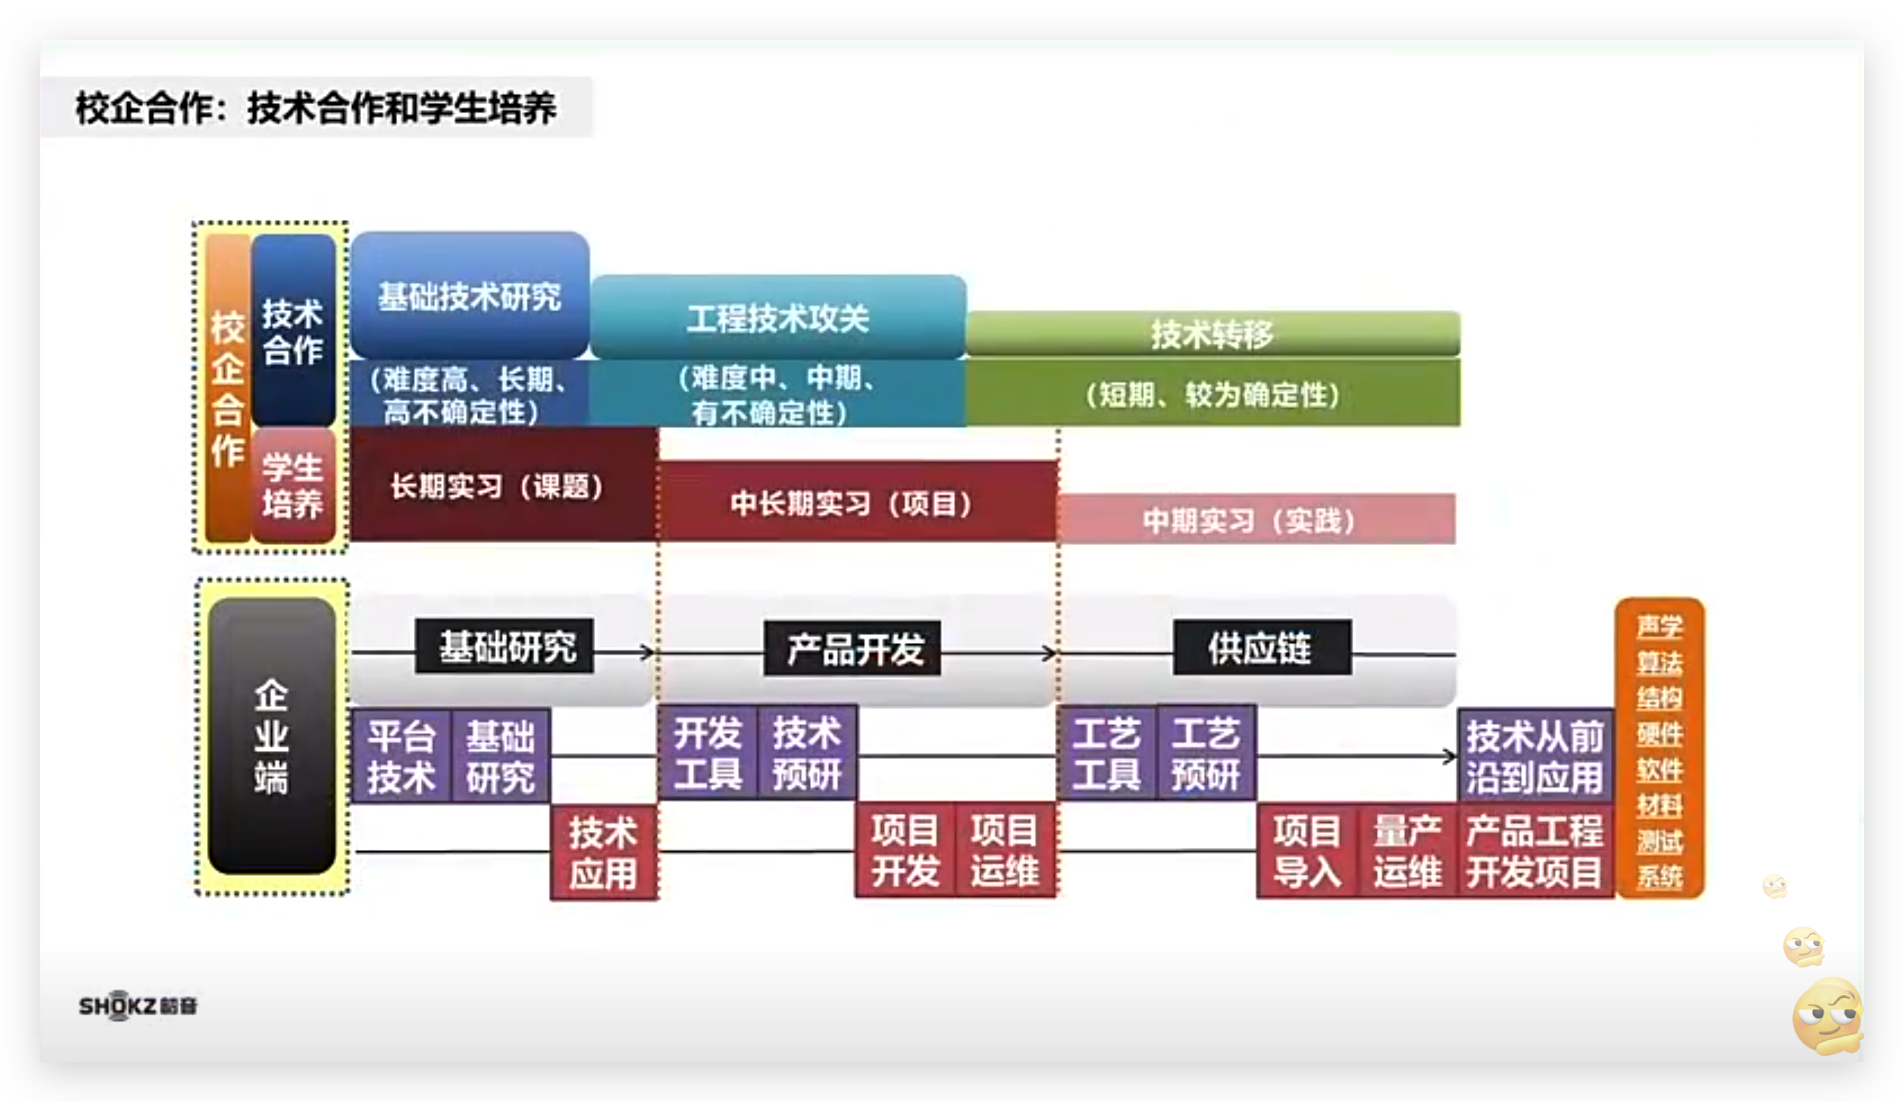 校企合作：技术合作和学生培养
校企合作
技术
合作
基础技术研究
（难度高、长期、
高不确定性）
工程技术攻关
（难度中、中期、
有不确定性）
技术转移
（短期、较为确定性）
学生
培养
长期实习（课题）
中长期实习（项目）
中期实习（实践）
企业端
基础研究
产品开发
供应链
平台
技术
基础
研究
开发
工具
技术
预研
工艺
工具
工艺
预研
技术从前
沿到应用
技术
应用
项目
开发
项目
运维
项目
导入
量产
运维
产品工程
开发项目
声学
算法
结构
硬件
软件
材料
测试
系统
SHOKZ韶音